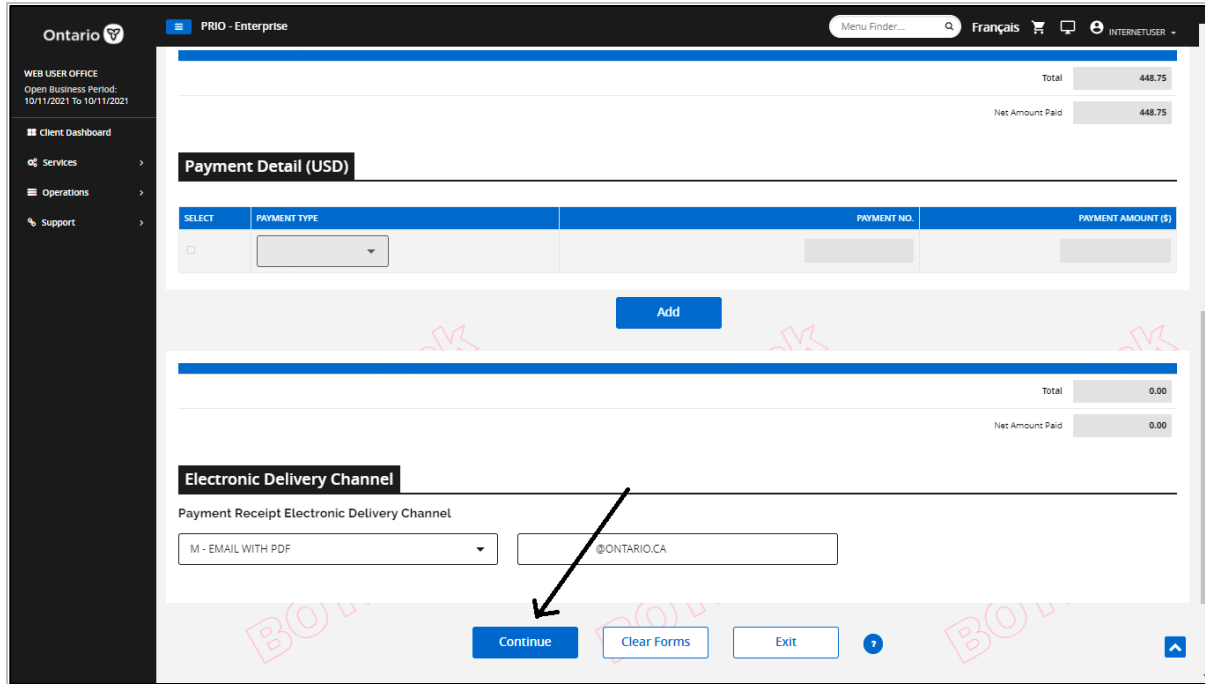 Ontario
PRIO - Enterprise
Menu Finder...
Français
INTERNETUSER
WEB USER OFFICE
Open Business Period:
10/11/2021 To 10/11/2021
Client Dashboard
Services
Operations
Support
Total 448.75
Net Amount Paid 448.75
Payment Detail (USD)
SELECT PAYMENT TYPE PAYMENT NO. PAYMENT AMOUNT ($)
Add
Total 0.00
Net Amount Paid 0.00
Electronic Delivery Channel
Payment Receipt Electronic Delivery Channel
M - EMAIL WITH PDF @ONTARIO.CA
Continue Clear Forms Exit ?